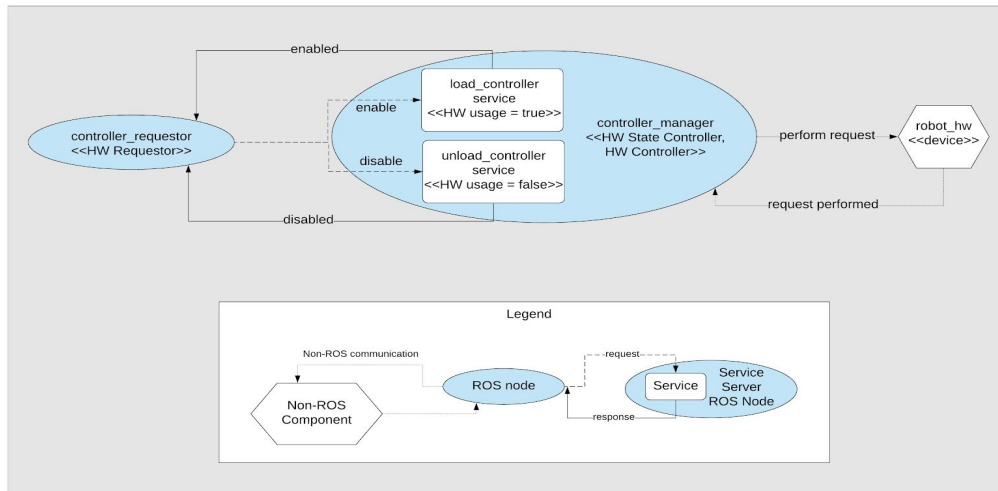 enabled
load_controller
service
<<HW usage = true>>
enable
controller_requestor
<<HW Requestor>>
disable
unload_controller
service
<<HW usage = false>>
disabled
controller_manager
<<HW State Controller,
HW Controller>>
perform request
robot_hw
<<device>>
request performed
Legend
Non-ROS communication
Non-ROS
Component
ROS node
request
response
Service
Service
Server
ROS Node